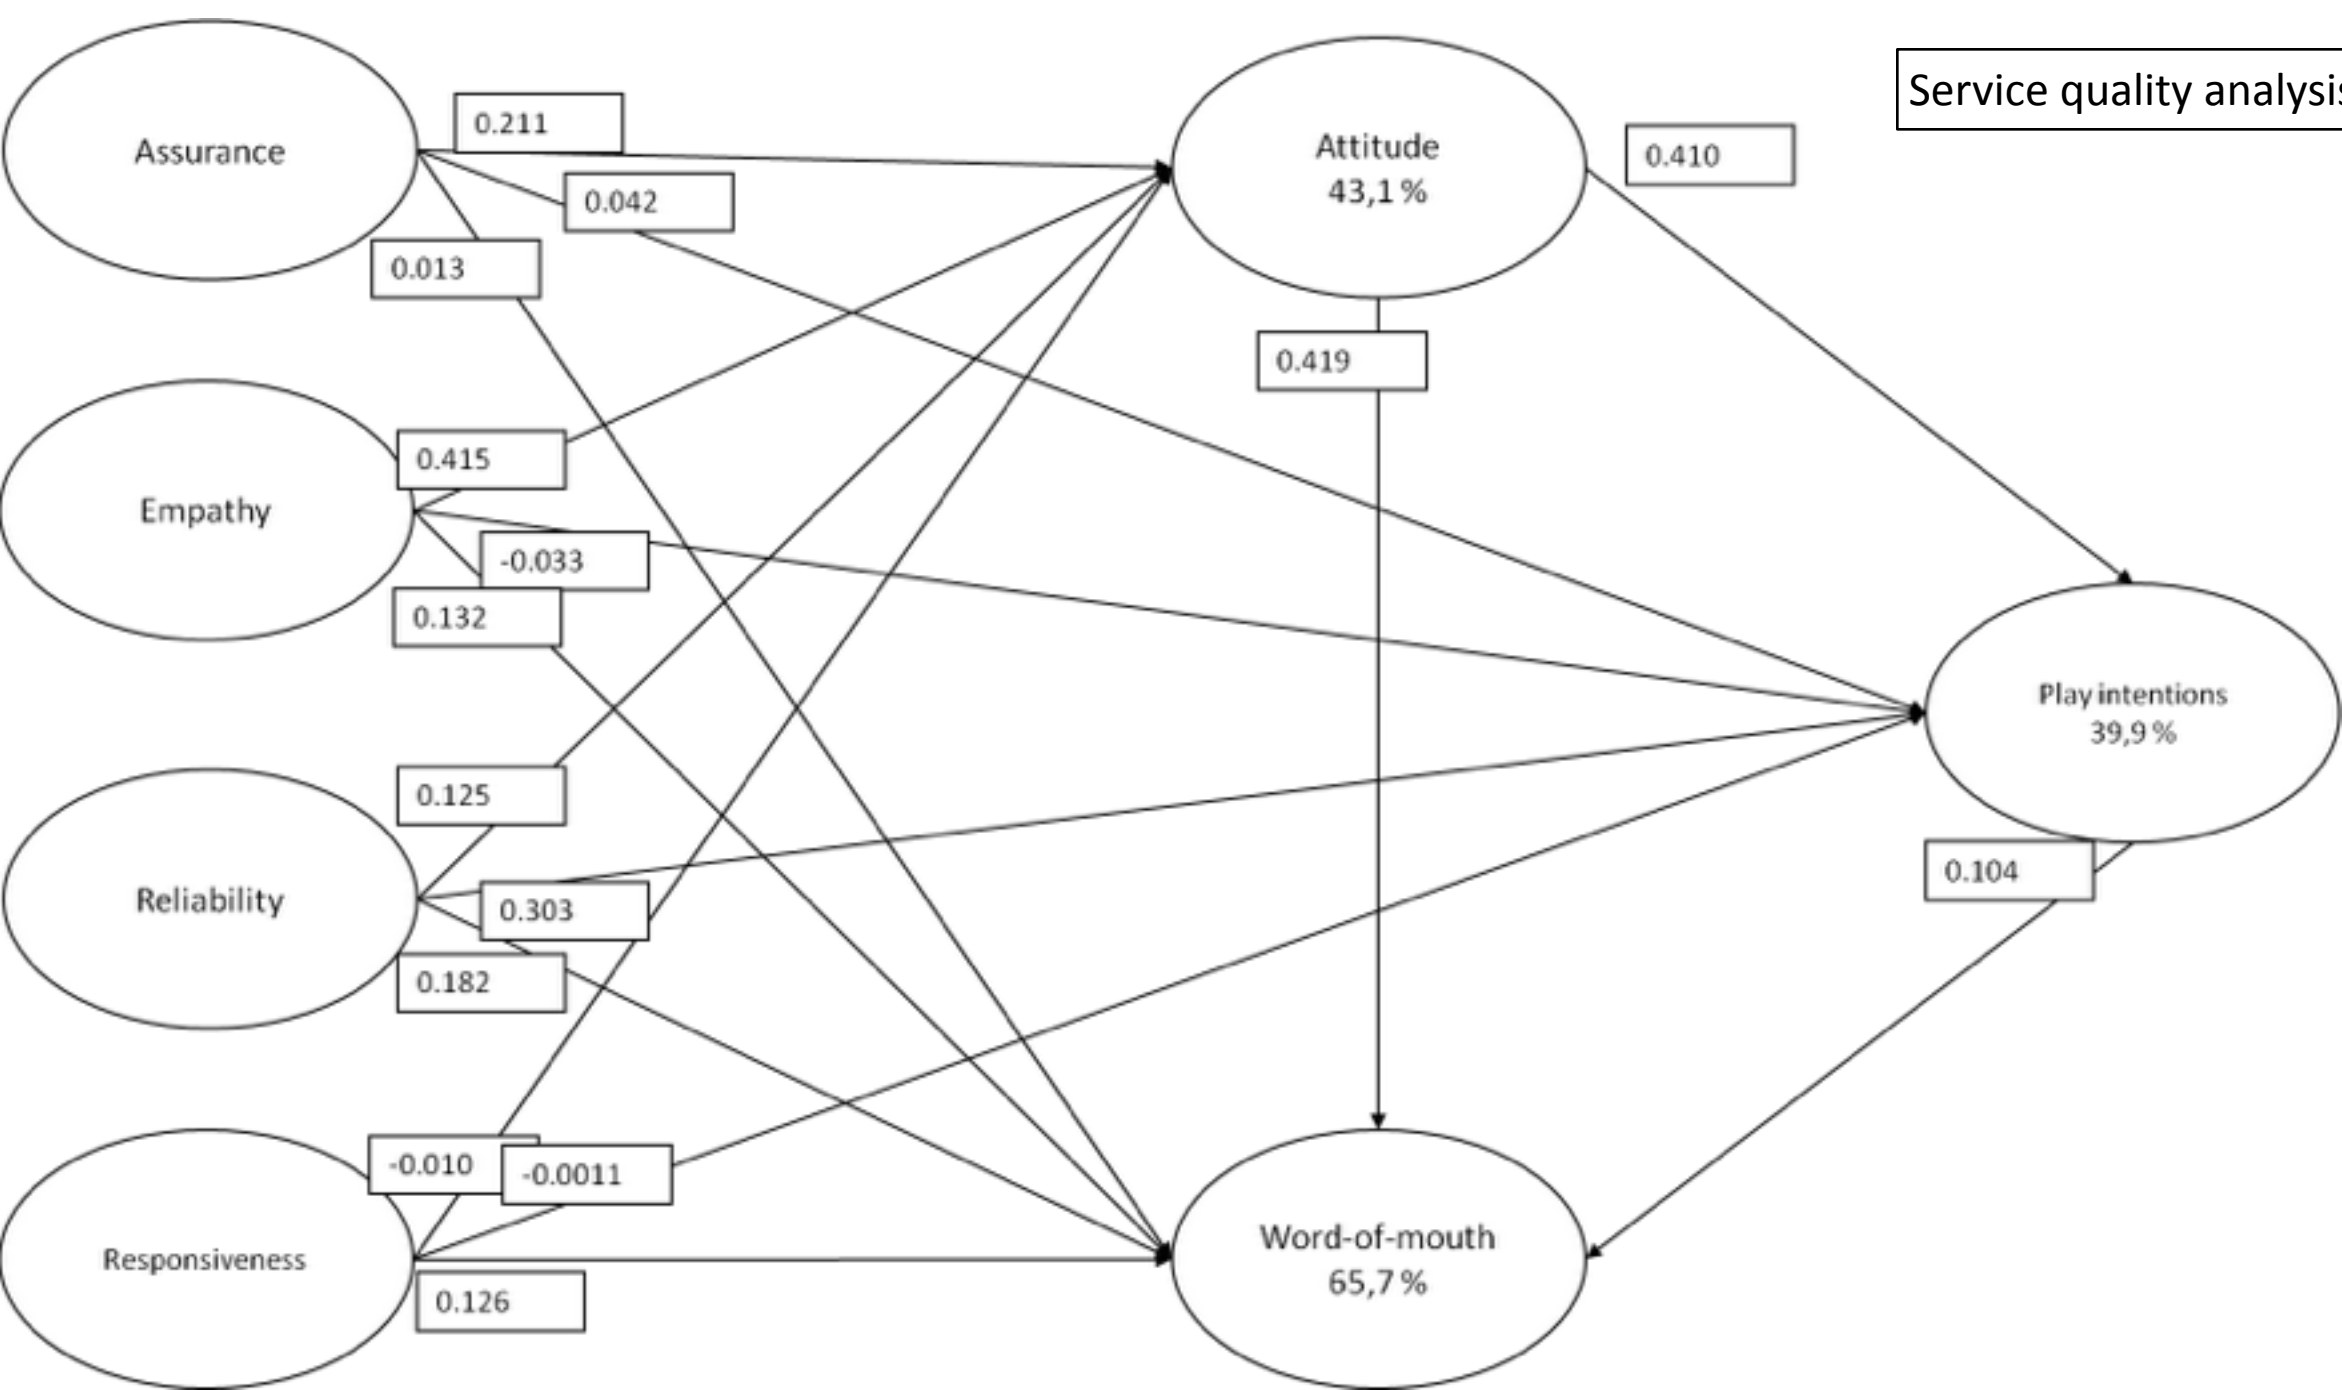 Service quality analysis
Assurance
0.211
0.042
0.013
Attitude
43,1 %
0.410
0.419
Empathy
0.415
-0.033
0.132
Play intentions
39,9 %
0.104
Reliability
0.125
0.303
0.182
Responsiveness
-0.010
-0.0011
0.126
Word-of-mouth
65,7 %